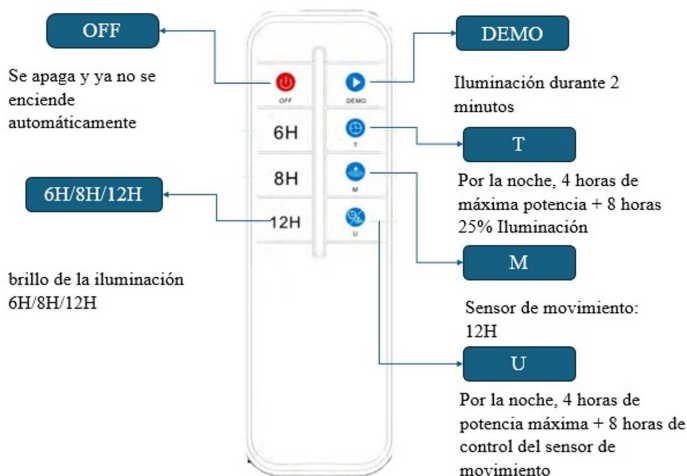 OFF
Se apaga y ya no se
enciende
automáticamente
6H/8H/12H
brillo de la iluminación
6H/8H/12H
OFF
6H
8H
12H
DEMO
T
M
U
DEMO
Iluminación durante 2
minutos
T
Por la noche, 4 horas de
máxima potencia + 8 horas
25% Iluminación
M
Sensor de movimiento:
12H
U
Por la noche, 4 horas de
potencia máxima + 8 horas de
control del sensor de
movimiento